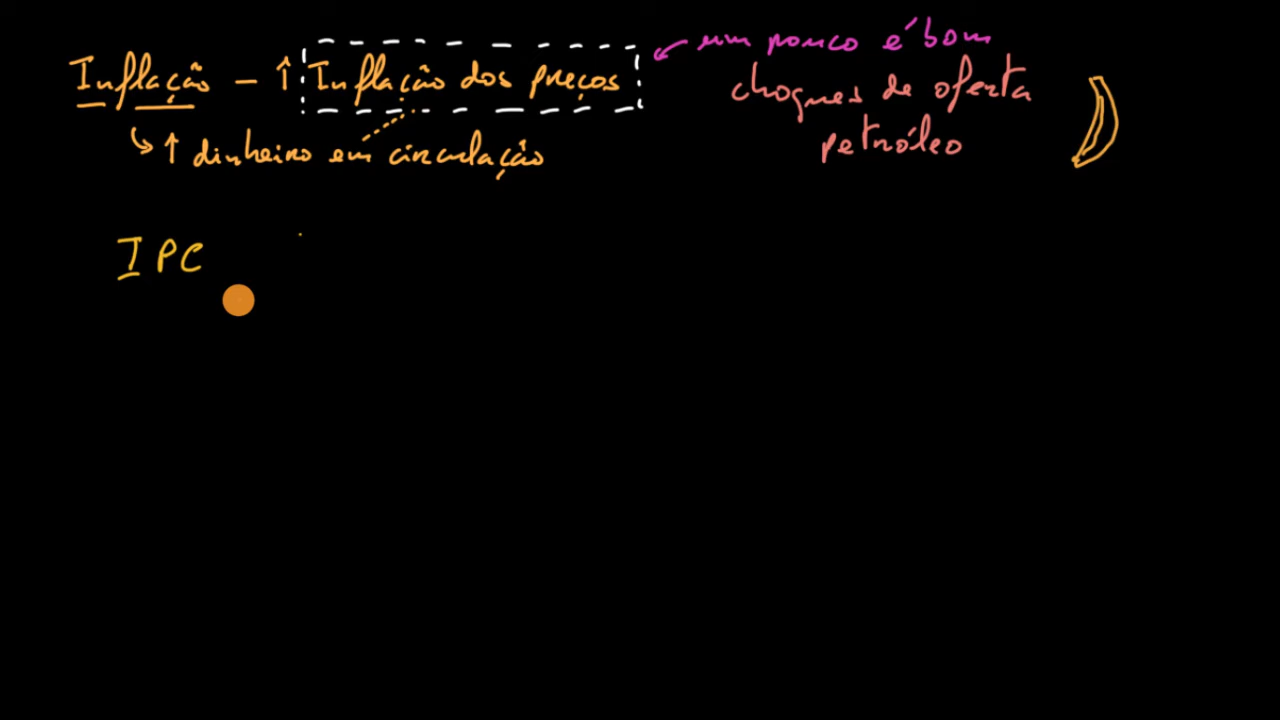 Inflação - ↑ Inflação dos preços
↳ ↑ dinheiro em circulação
um pouco é bom
choques de oferta
petróleo
IPC